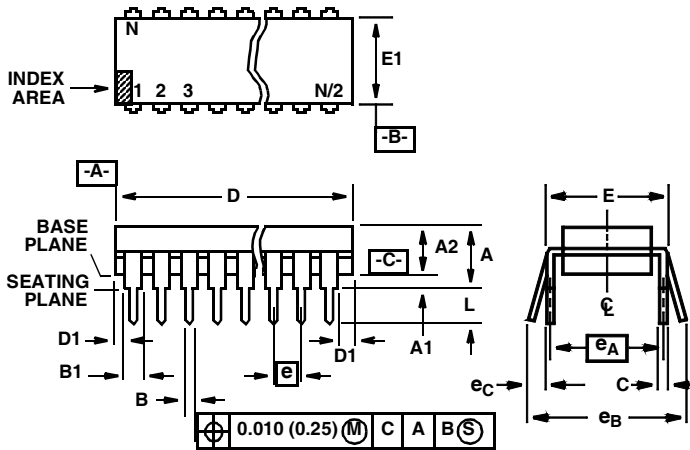 N
INDEX
AREA
1 2 3 N/2
E1
-B-
-A-
D
E
BASE
PLANE
A2
A
-C-
SEATING
PLANE
L
C L
D1
A1
D1
B1
e
eA
B
eC
C
eB
0.010 (0.25) M C A B S